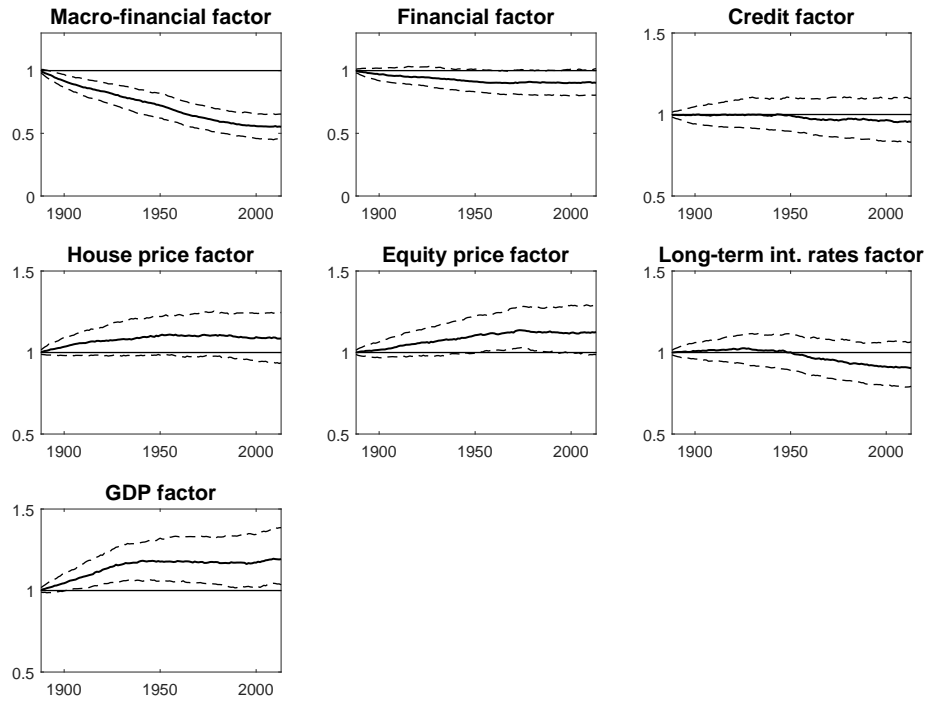 Macro-financial factor
1
0.5
0
1900 1950 2000
Financial factor
1
0.5
0
1900 1950 2000
Credit factor
1.5
1
0.5
1900 1950 2000
House price factor
1.5
1
0.5
1900 1950 2000
Equity price factor
1.5
1
0.5
1900 1950 2000
Long-term int. rates factor
1.5
1
0.5
1900 1950 2000
GDP factor
1.5
1
0.5
1900 1950 2000